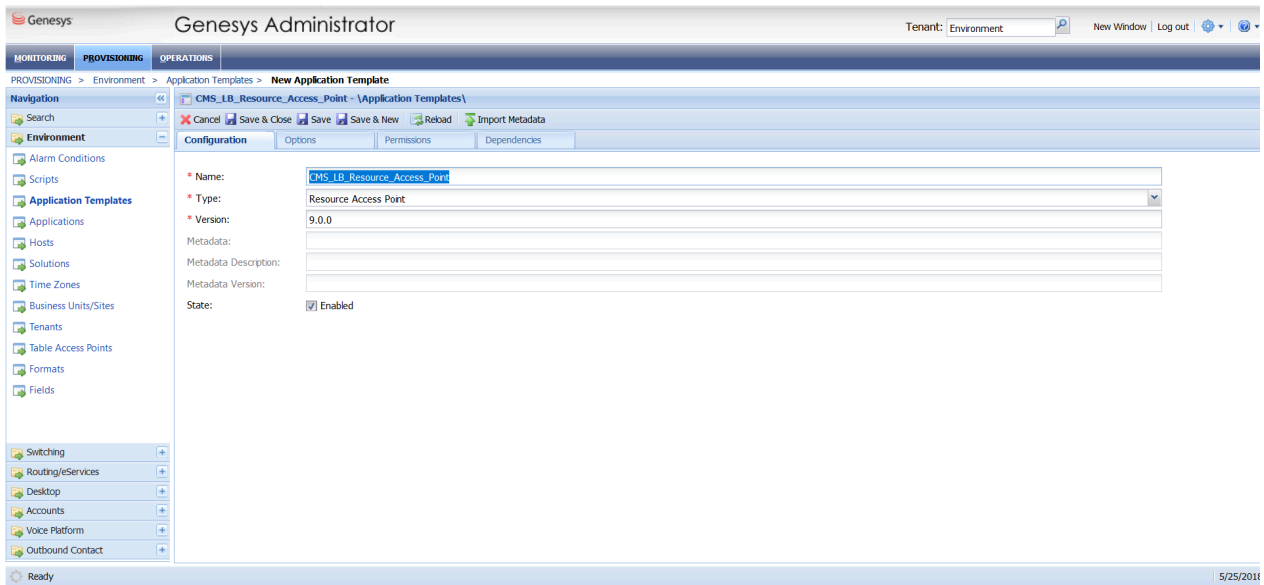 Genesys
Genesys Administrator
Tenant: Environment
New Window | Log out
MONITORING PROVISIONING OPERATIONS
PROVISIONING > Environment > Application Templates > New Application Template
Navigation
CMS_LB_Resource_Access_Point - \Application Templates\
Search
Cancel Save & Close Save Save & New Reload Import Metadata
Environment
Configuration Options Permissions Dependencies
Alarm Conditions
Scripts
Application Templates
Applications
Hosts
Solutions
Time Zones
Business Units/Sites
Tenants
Table Access Points
Formats
Fields
* Name: CMS_LB_Resource_Access_Point
* Type: Resource Access Point
* Version: 9.0.0
Metadata:
Metadata Description:
Metadata Version:
State: Enabled
Switching
Routing/eServices
Desktop
Accounts
Voice Platform
Outbound Contact
Ready
5/25/2018